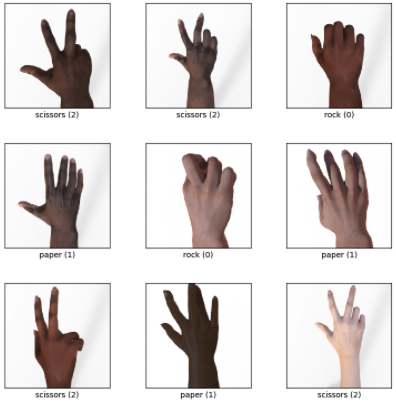 scissors (2)
scissors (2)
rock (0)
paper (1)
rock (0)
paper (1)
scissors (2)
paper (1)
scissors (2)